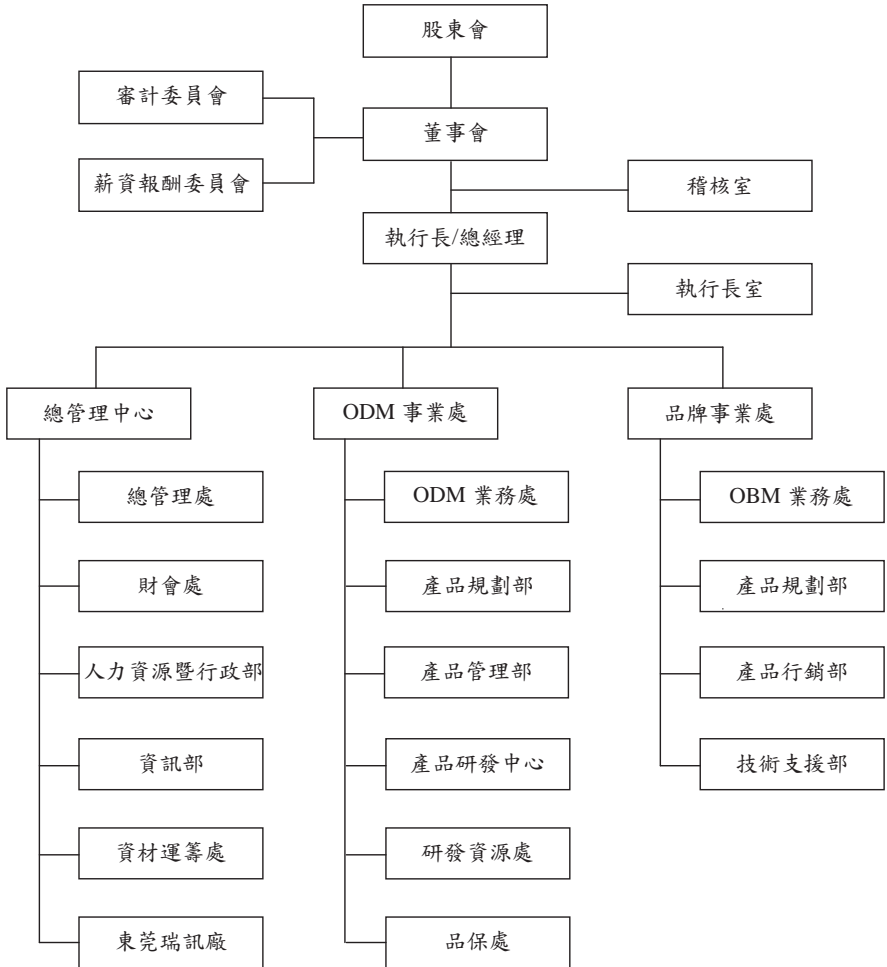 股東會
審計委員會
董事會
薪資報酬委員會
稽核室
執行長/總經理
執行長室
總管理中心
ODM 事業處
品牌事業處
總管理處
ODM 業務處
OBM 業務處
財會處
產品規劃部
產品規劃部
人力資源暨行政部
產品管理部
產品行銷部
資訊部
產品研發中心
技術支援部
資材運籌處
研發資源處
東莞瑞訊廠
品保處